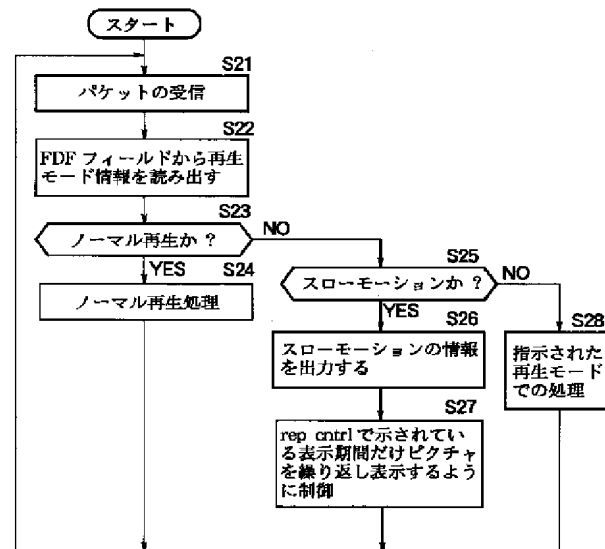 スタート
S21
パケットの受信
S22
FDF フィールドから再生
モード情報を読み出す
S23
ノーマル再生か ?
NO
YES
S24
ノーマル再生処理
S25
スローモーションか ?
NO
YES
S26
スローモーションの情報
を出力する
S28
指示された
再生モード
での処理
S27
rep cntrl で示されてい
る表示期間だけピクチャ
を繰り返し表示するよう
に制御